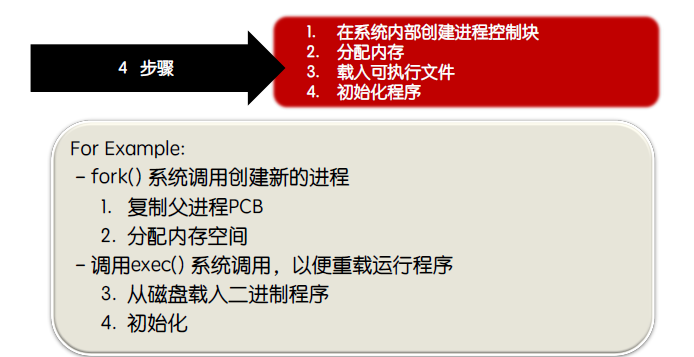 4 步骤
1. 在系统内部创建进程控制块
2. 分配内存
3. 载入可执行文件
4. 初始化程序
For Example:
– fork() 系统调用创建新的进程
1. 复制父进程PCB
2. 分配内存空间
– 调用exec() 系统调用，以便重载运行程序
3. 从磁盘载入二进制程序
4. 初始化